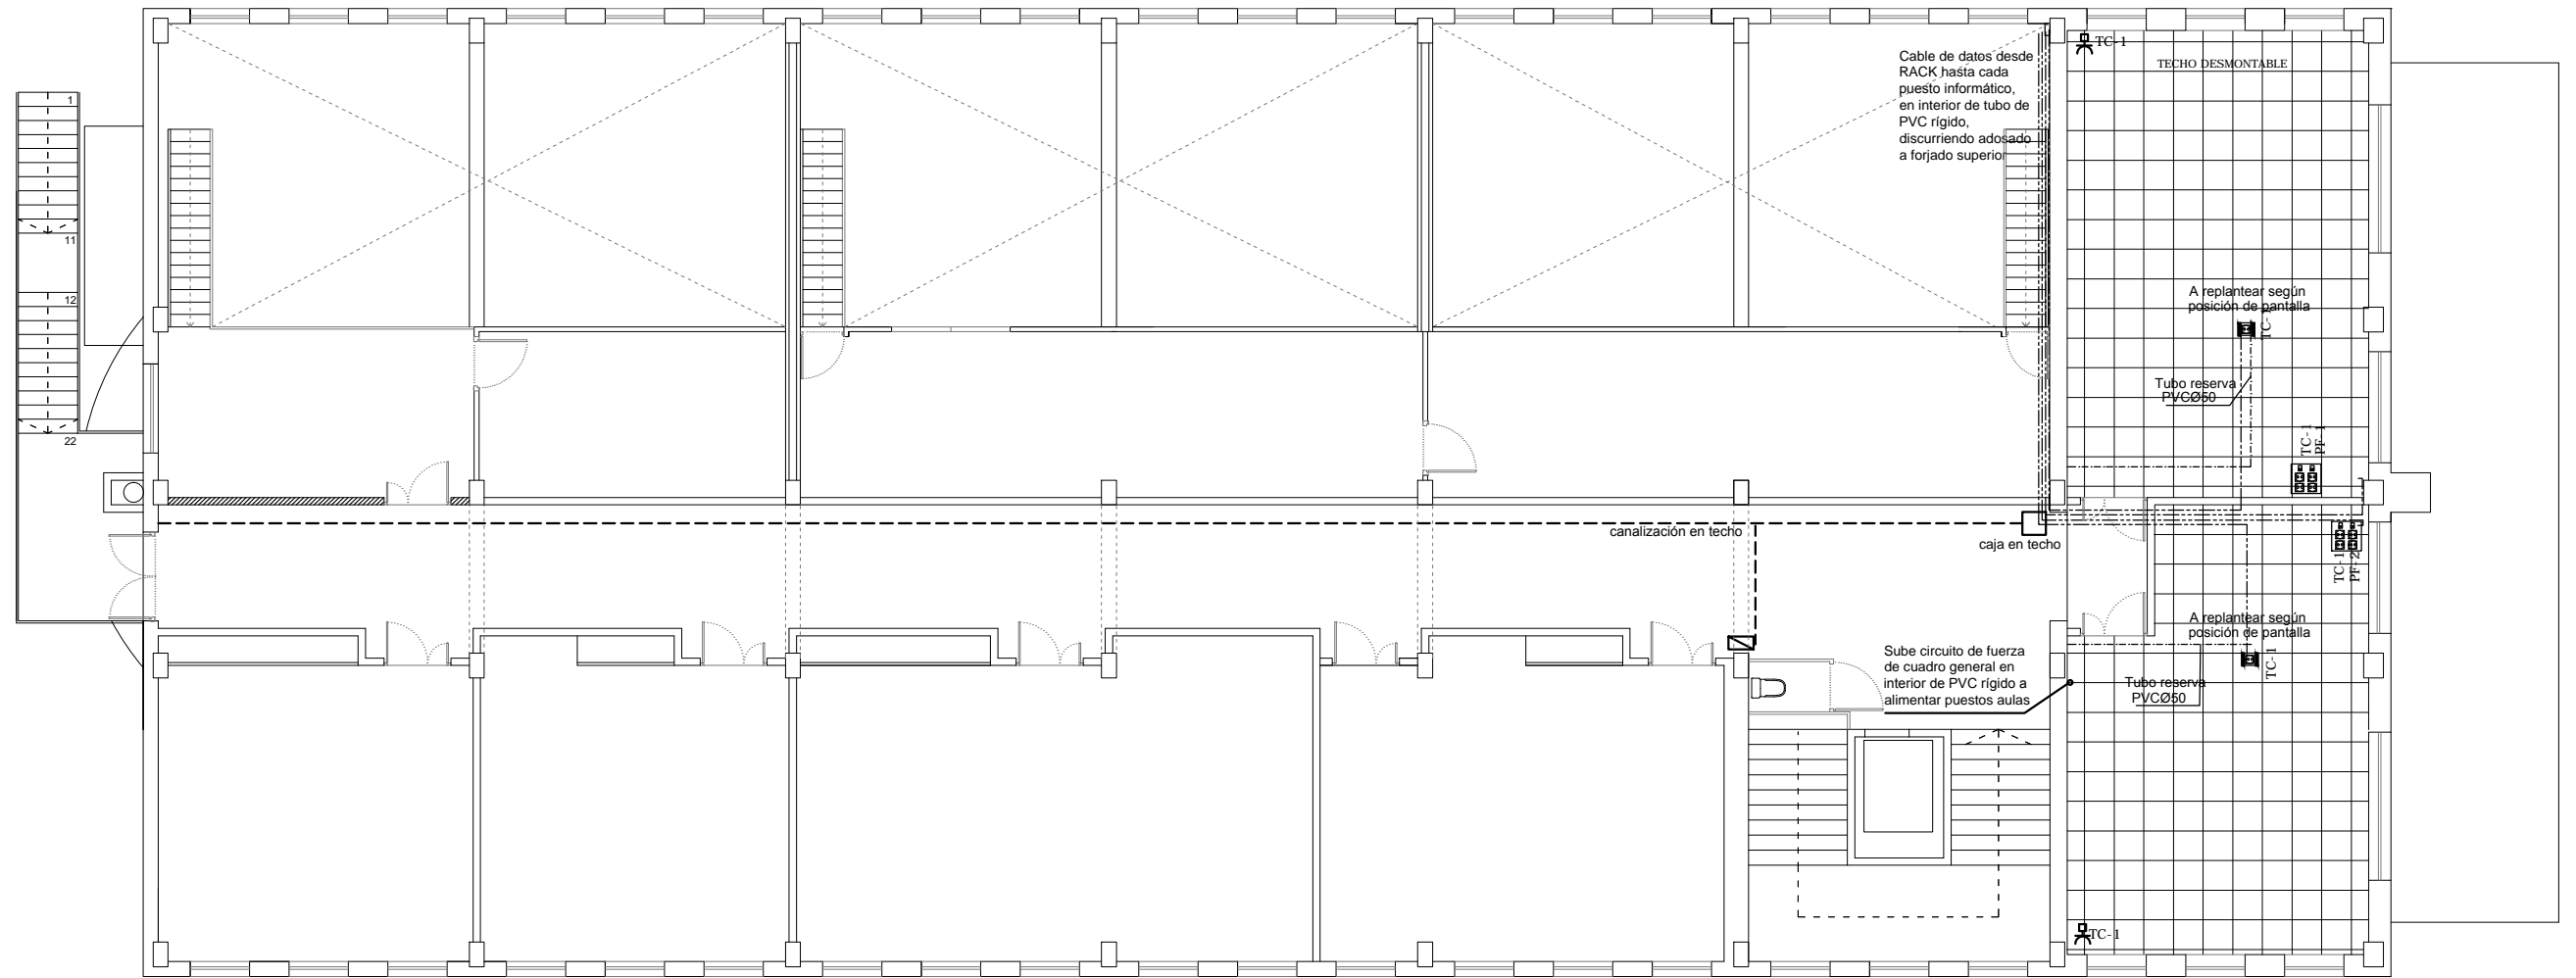 1
11
12
22
Cable de datos desde
RACK hasta cada
puesto informático,
en interior de tubo de
PVC rígido,
discurriendo adosado
a forjado superior
TC-1
TECHO DESMONTABLE
A replantear según
posición de pantalla
TC-1
Tubo reserva
PVCØ50
TC-1
PF-1
canalización en techo
caja en techo
TC-1
PF-2
A replantear según
posición de pantalla
TC-1
Tubo reserva
PVCØ50
Sube circuito de fuerza
de cuadro general en
interior de PVC rígido a
alimentar puestos aulas
TC-1